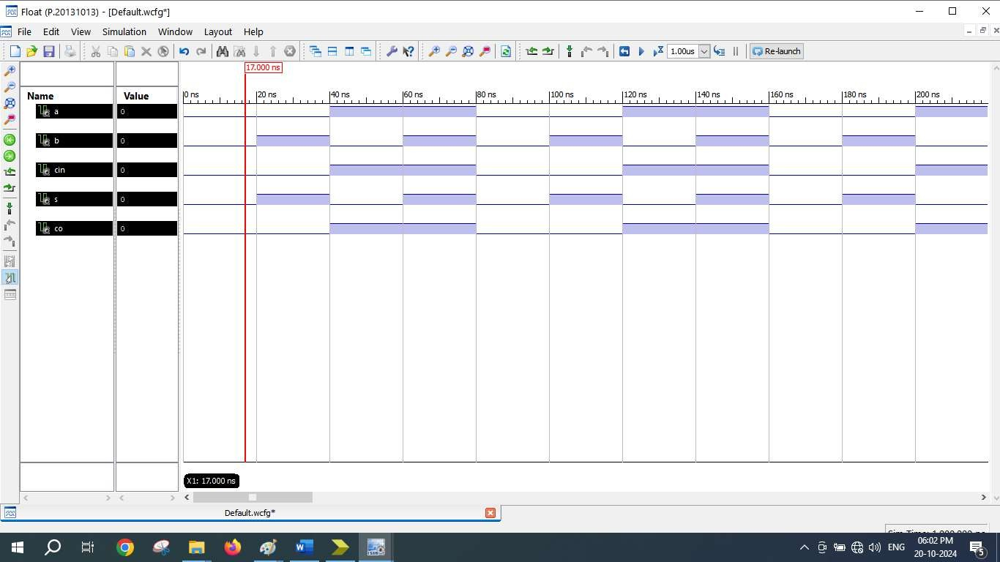 Float (P.20131013) - [Default.wcfg*]
File Edit View Simulation Window Layout Help
1.00us
Re-launch
17.000 ns
Name Value
0 ns 20 ns 40 ns 60 ns 80 ns 100 ns 120 ns 140 ns 160 ns 180 ns 200 ns
a 0
b 0
cin 0
s 0
co 0
X1: 17.000 ns
Default.wcfg*
ENG
06:02 PM
20-10-2024
5